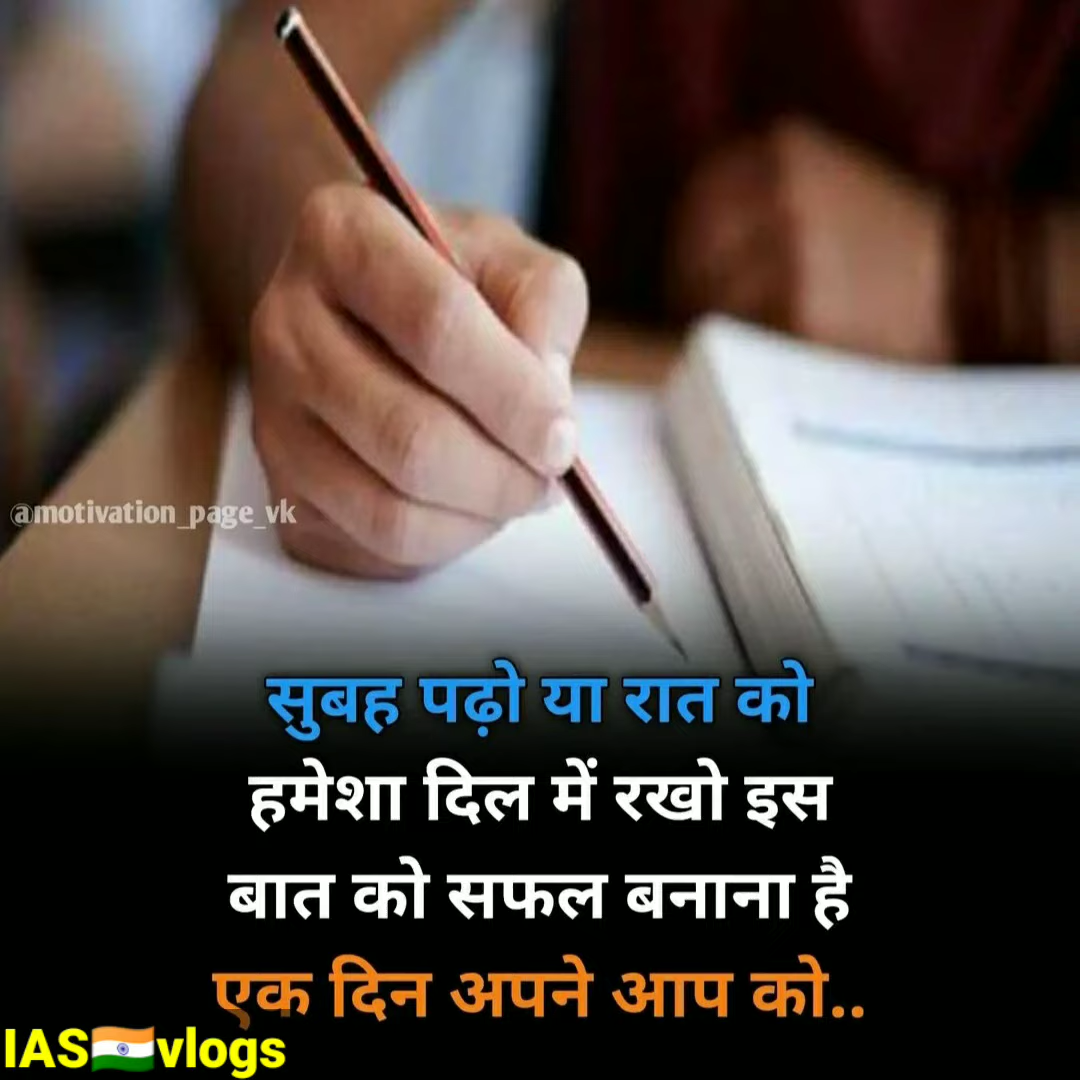 @motivation_page_vk
सुबह पढ़ो या रात को
हमेशा दिल में रखो इस
बात को सफल बनाना है
एक दिन अपने आप को..
IAS🇮🇳vlogs